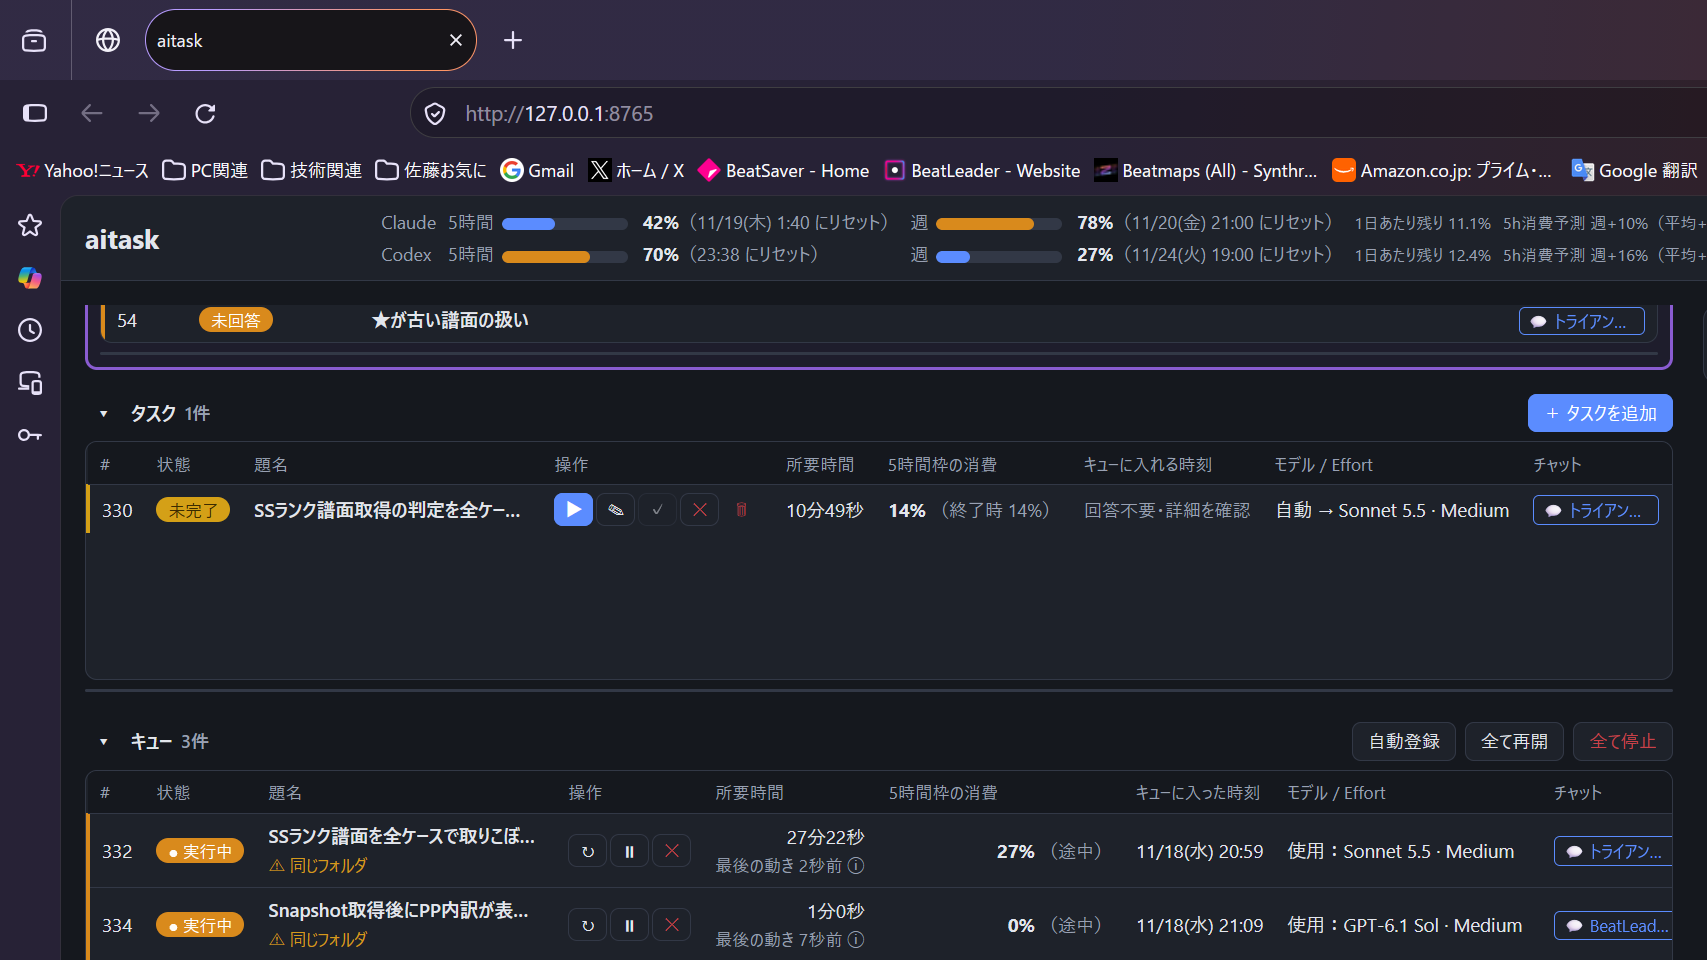 aitask
http://127.0.0.1:8765
Yahoo!ニュース PC関連 技術関連 佐藤お気に Gmail ホーム / X BeatSaver - Home BeatLeader - Website Beatmaps (All) - Synthr... Amazon.co.jp: プライム・... Google 翻訳
aitask
Claude 5時間 42% (11/19(木) 1:40 にリセット) 週 78% (11/20(金) 21:00 にリセット) 1日あたり残り 11.1% 5h消費予測 週+10% (平均+
Codex 5時間 70% (23:38 にリセット) 週 27% (11/24(火) 19:00 にリセット) 1日あたり残り 12.4% 5h消費予測 週+16% (平均+
54 未回答 ★が古い譜面の扱い トライアン...
▼ タスク 1件 + タスクを追加
# 状態 題名 操作 所要時間 5時間枠の消費 キューに入れる時刻 モデル / Effort チャット
330 未完了 SSランク譜面取得の判定を全ケー... 10分49秒 14% (終了時 14%) 回答不要・詳細を確認 自動 → Sonnet 5.5 · Medium トライアン...
▼ キュー 3件 自動登録 全て再開 全て停止
# 状態 題名 操作 所要時間 5時間枠の消費 キューに入った時刻 モデル / Effort チャット
332 ● 実行中 SSランク譜面を全ケースで取りこぼ... 27分22秒 27% (途中) 11/18(水) 20:59 使用：Sonnet 5.5 · Medium トライアン...
⚠ 同じフォルダ 最後の動き 2秒前 ⓘ
334 ● 実行中 Snapshot取得後にPP内訳が表... 1分0秒 0% (途中) 11/18(水) 21:09 使用：GPT-6.1 Sol · Medium BeatLead...
⚠ 同じフォルダ 最後の動き 7秒前 ⓘ